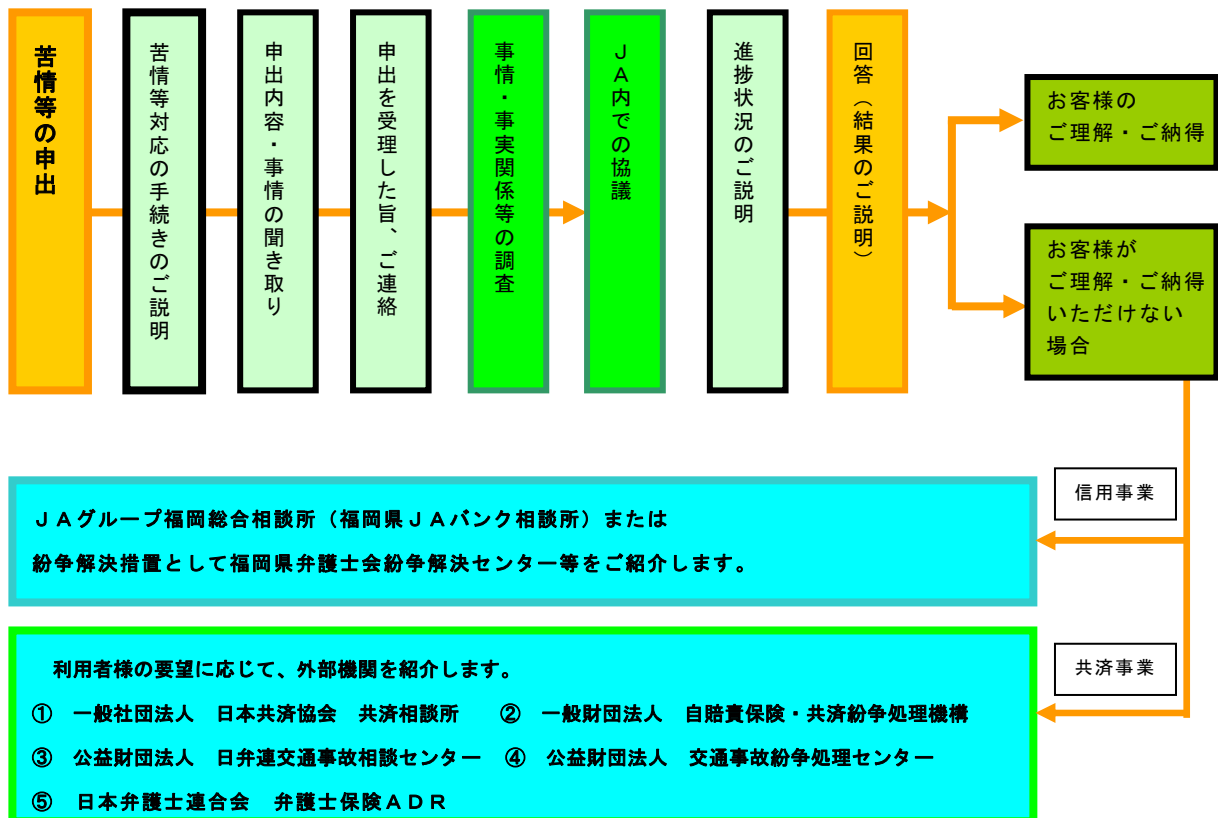 苦情等の申出
苦情等対応の手続きのご説明
申出内容・事情の聞き取り
申出を受理した旨、ご連絡
事情・事実関係等の調査
ＪＡ内での協議
進捗状況のご説明
回答（結果のご説明）
お客様の
ご理解・ご納得
お客様が
ご理解・ご納得
いただけない
場合
信用事業
ＪＡグループ福岡総合相談所（福岡県ＪＡバンク相談所）または
紛争解決措置として福岡県弁護士会紛争解決センター等をご紹介します。
共済事業
利用者様の要望に応じて、外部機関を紹介します。
① 一般社団法人　日本共済協会　共済相談所　② 一般財団法人　自賠責保険・共済紛争処理機構
③ 公益財団法人　日弁連交通事故相談センター　④ 公益財団法人　交通事故紛争処理センター
⑤ 日本弁護士連合会　弁護士保険ＡＤＲ